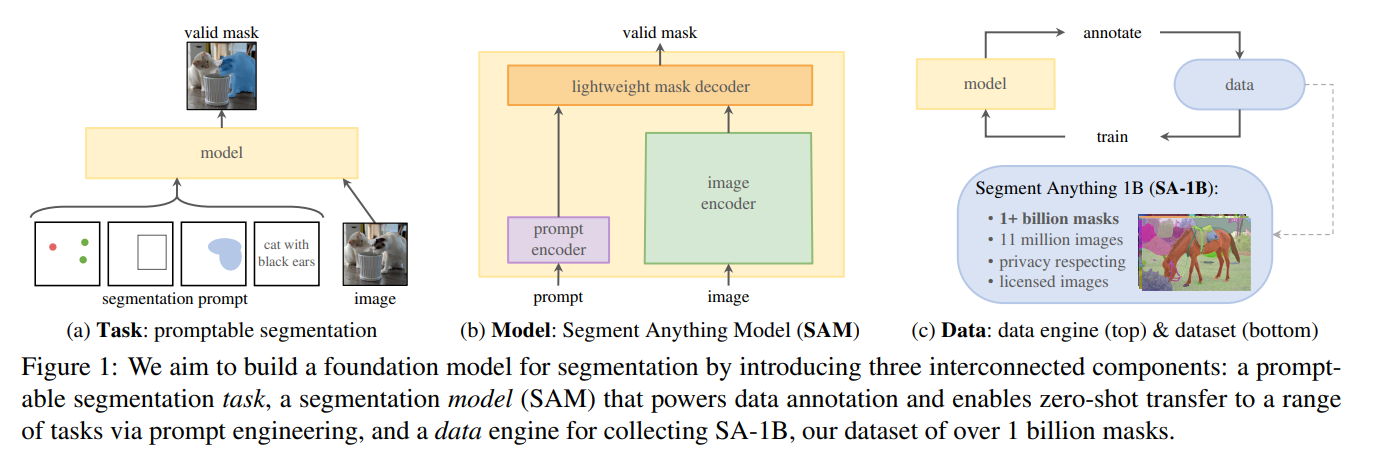 valid mask
model
cat with
black ears
segmentation prompt
image
(a) Task: promptable segmentation
valid mask
lightweight mask decoder
image
encoder
prompt
encoder
prompt
image
(b) Model: Segment Anything Model (SAM)
annotate
model
data
train
Segment Anything 1B (SA-1B):
• 1+ billion masks
• 11 million images
• privacy respecting
• licensed images
(c) Data: data engine (top) & dataset (bottom)
Figure 1: We aim to build a foundation model for segmentation by introducing three interconnected components: a prompt-
able segmentation task, a segmentation model (SAM) that powers data annotation and enables zero-shot transfer to a range
of tasks via prompt engineering, and a data engine for collecting SA-1B, our dataset of over 1 billion masks.